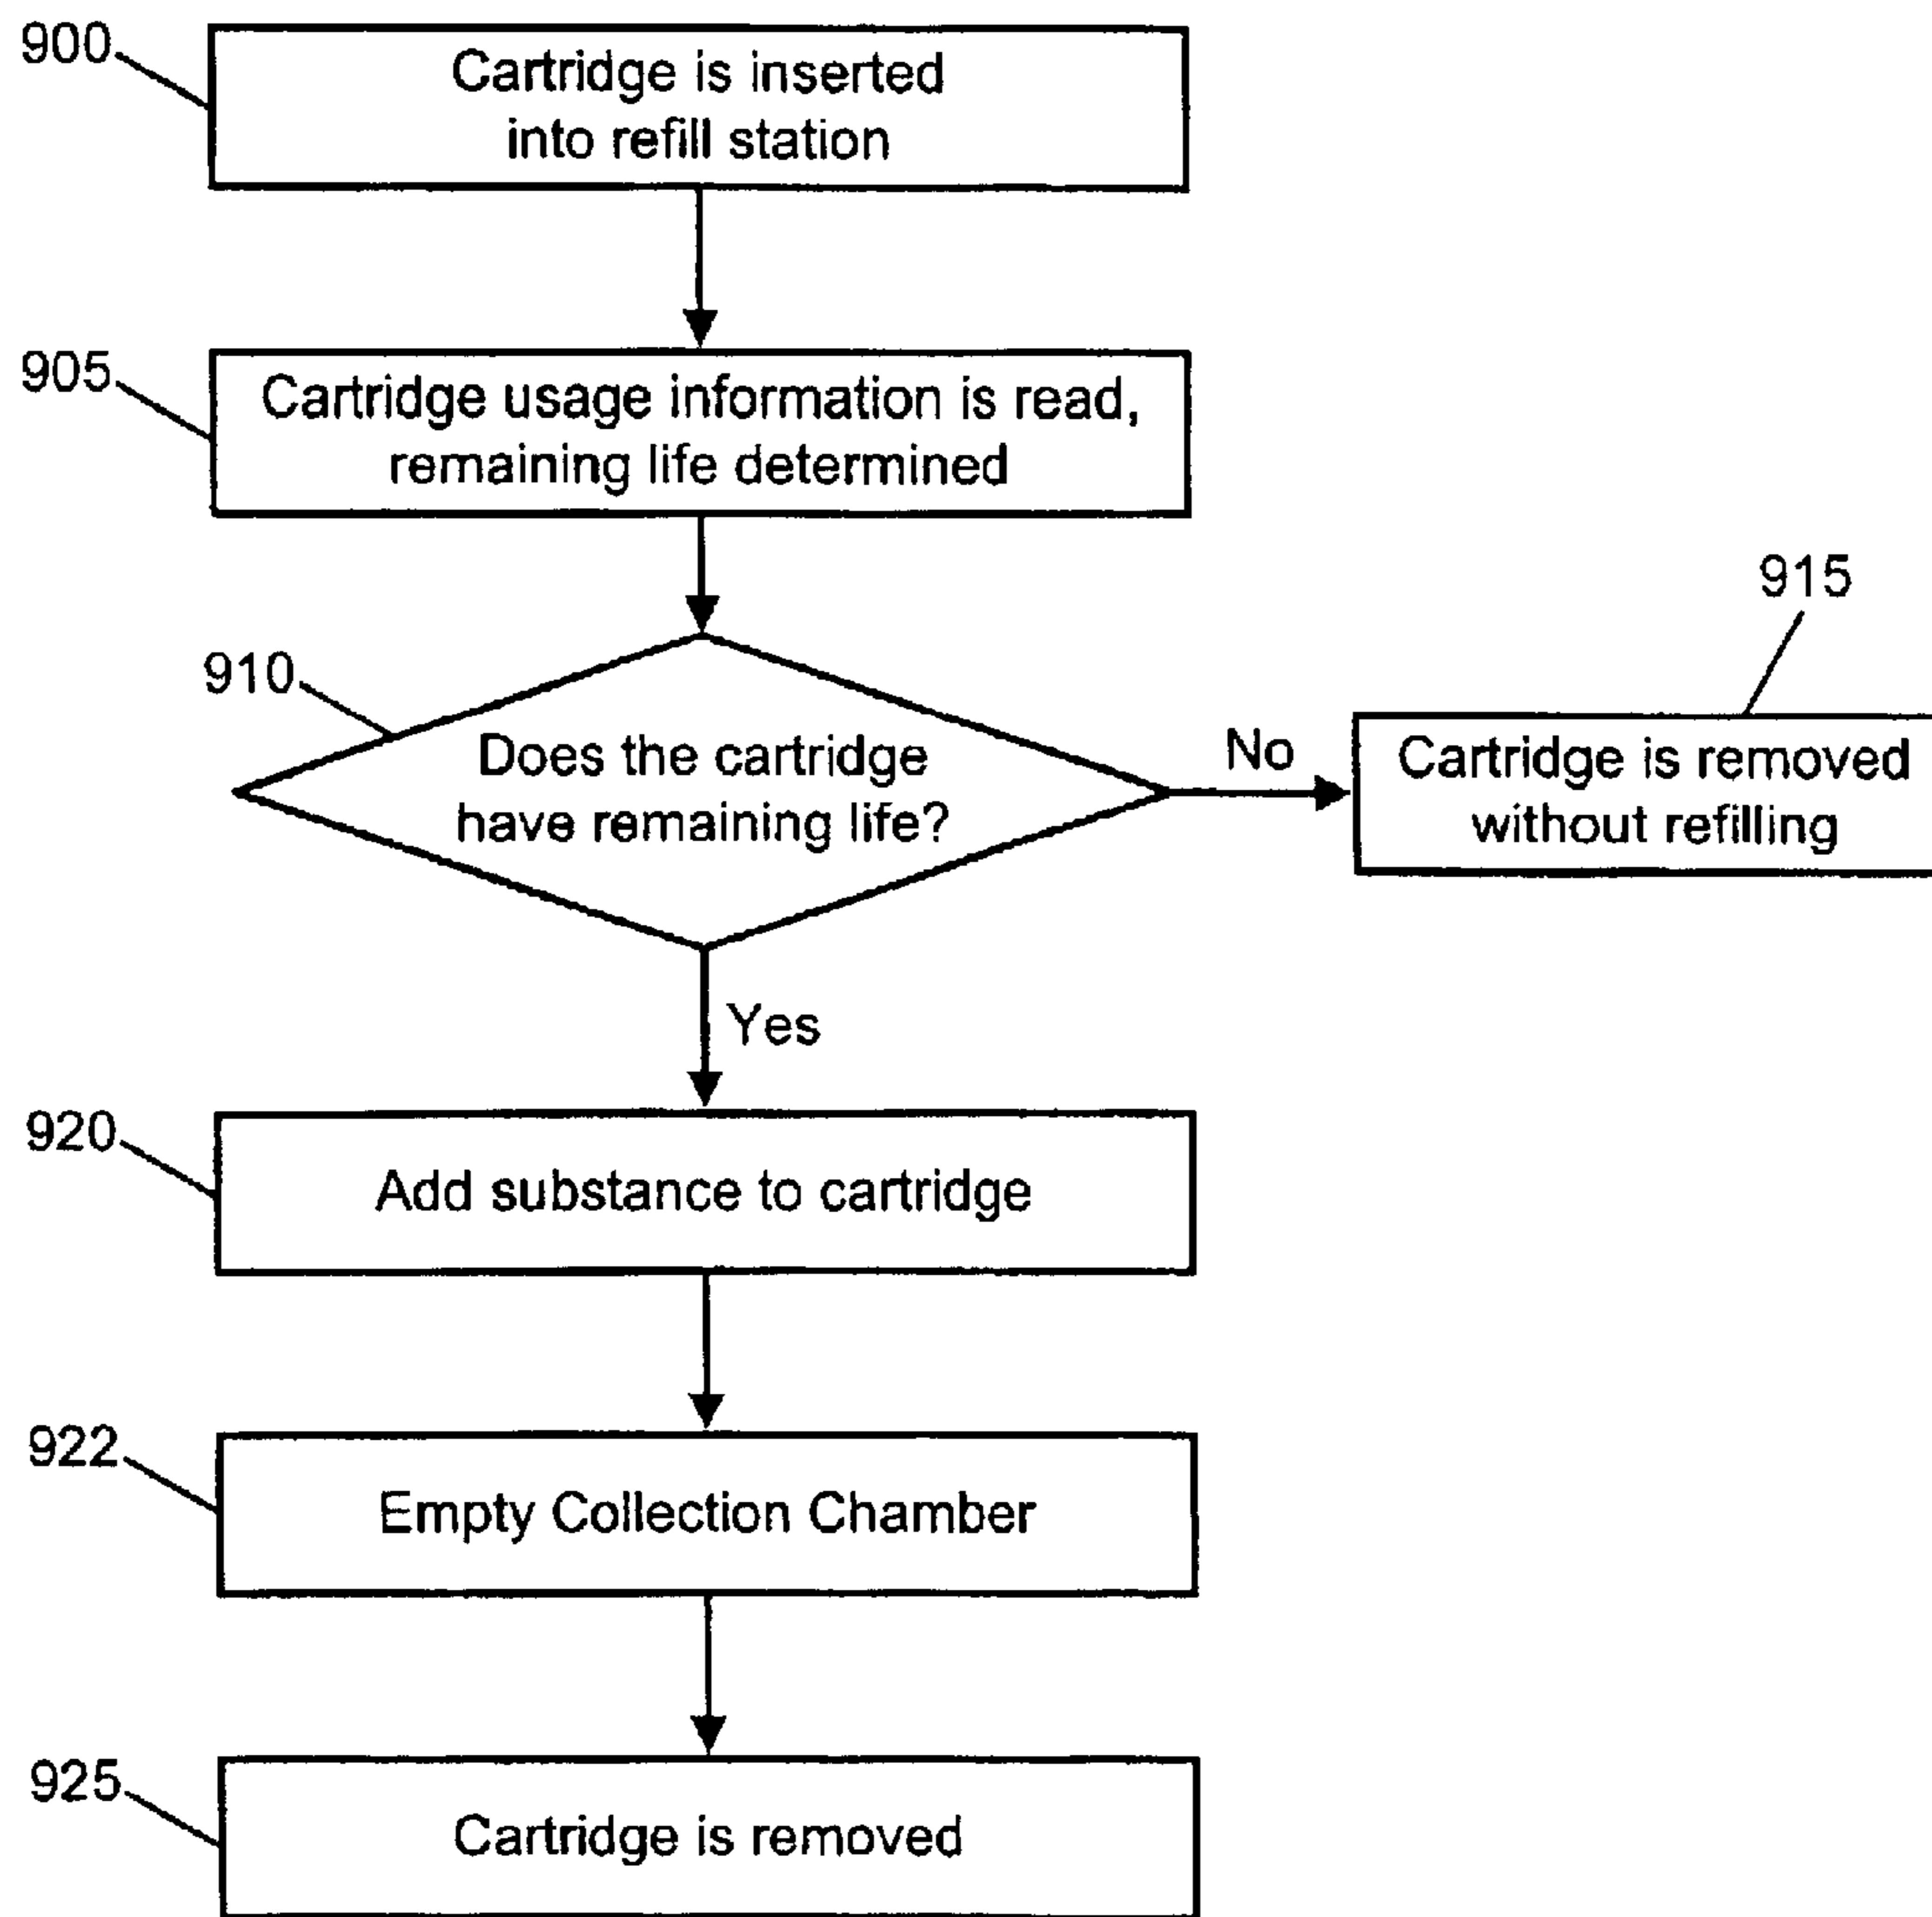 900
Cartridge is inserted
into refill station
905
Cartridge usage information is read,
remaining life determined
910
Does the cartridge
have remaining life?
No
915
Cartridge is removed
without refilling
Yes
920
Add substance to cartridge
922
Empty Collection Chamber
925
Cartridge is removed